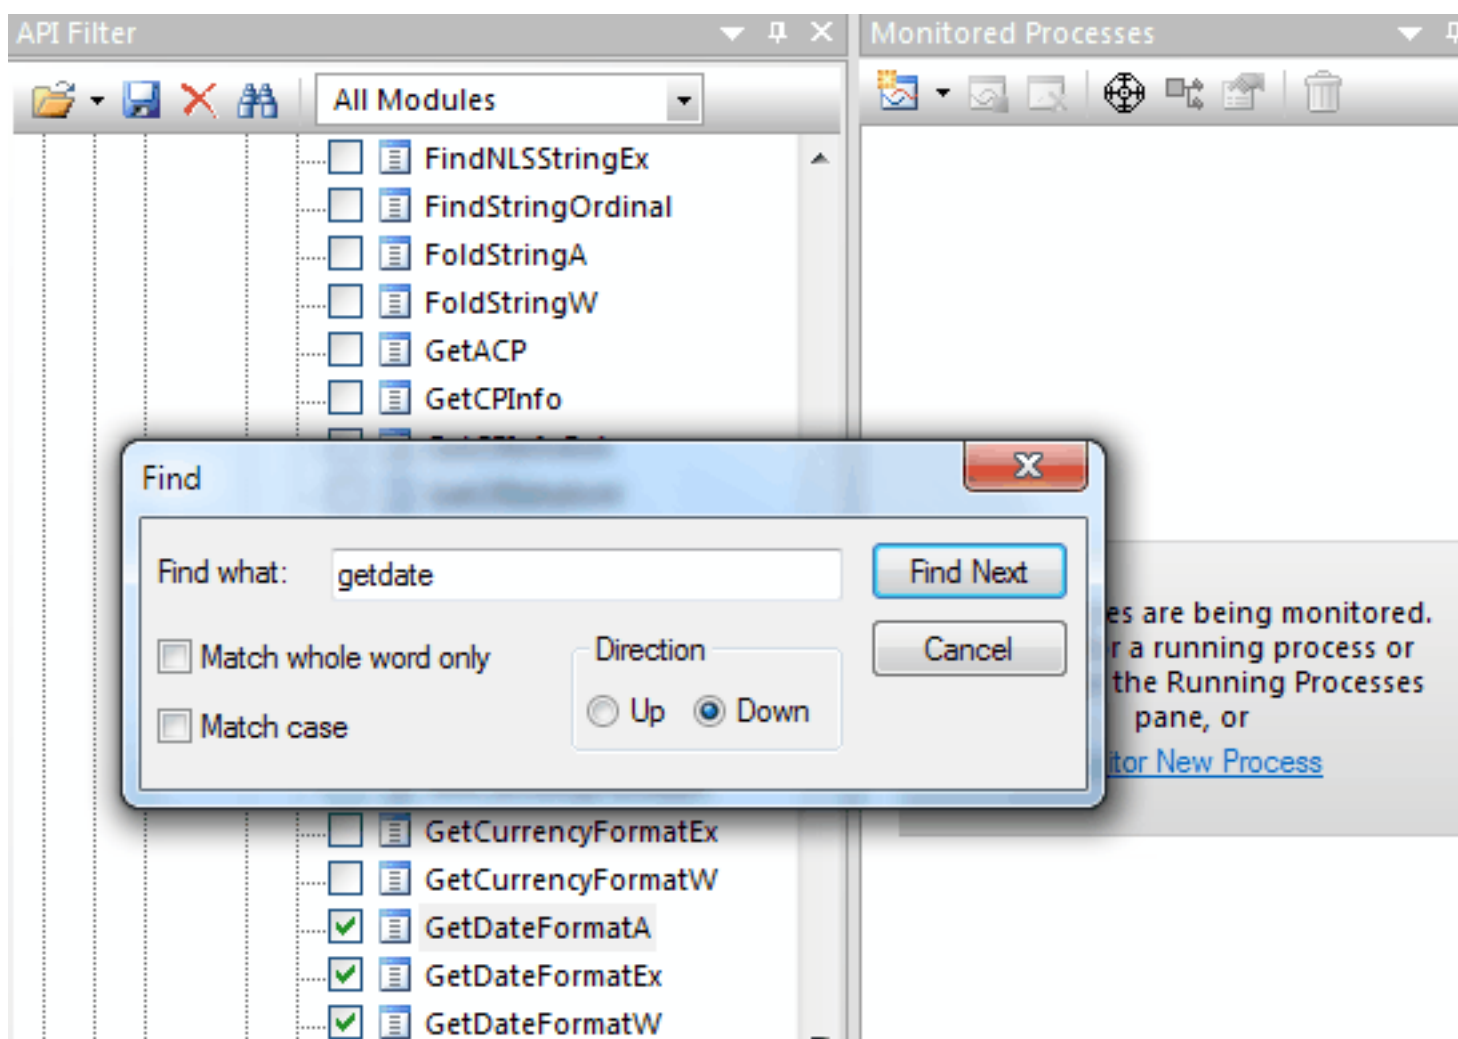 API Filter
Monitored Processes
All Modules
FindNLSStringEx
FindStringOrdinal
FoldStringA
FoldStringW
GetACP
GetCPInfo
Find
Find what:
getdate
Find Next
Match whole word only
Direction
Cancel
Up
Down
Match case
es are being monitored.
r a running process or
the Running Processes
pane, or
itor New Process
GetCurrencyFormatEx
GetCurrencyFormatW
GetDateFormatA
GetDateFormatEx
GetDateFormatW